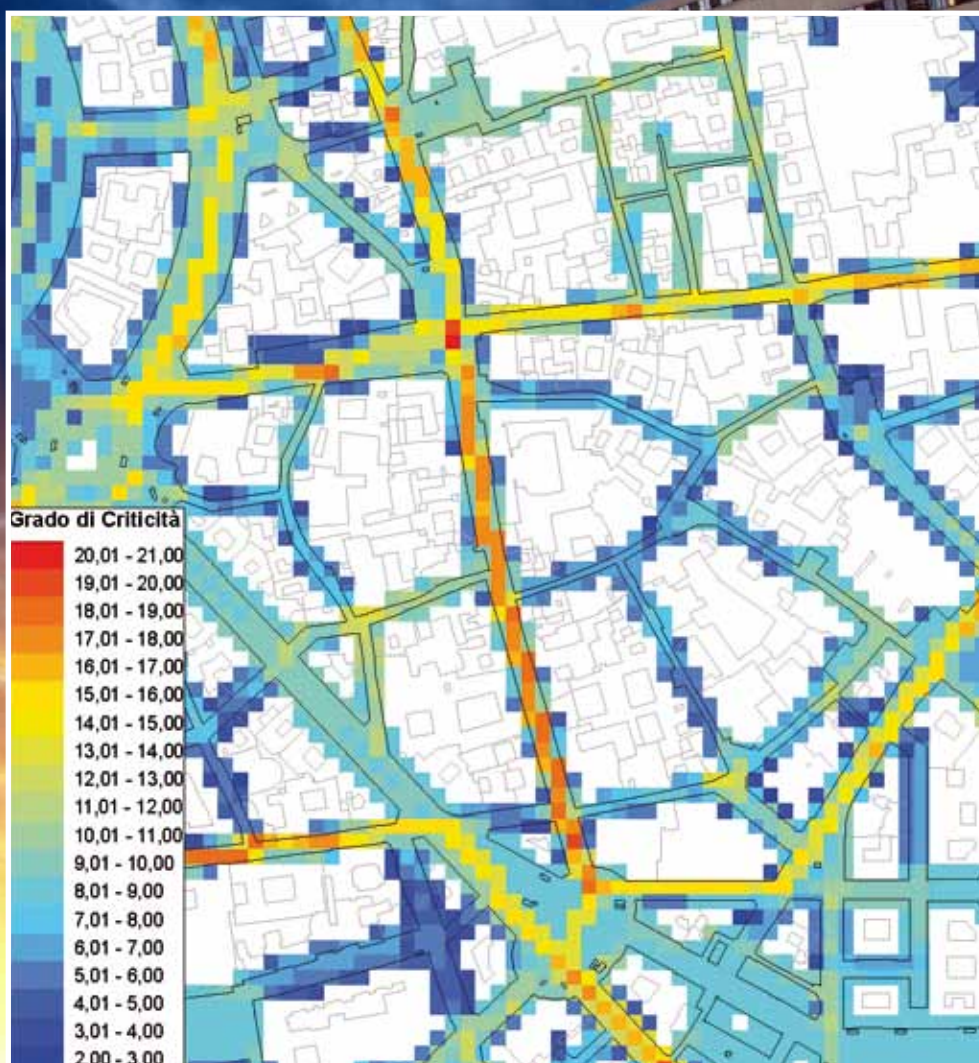 Grado di Criticità
20,01 - 21,00
19,01 - 20,00
18,01 - 19,00
17,01 - 18,00
16,01 - 17,00
15,01 - 16,00
14,01 - 15,00
13,01 - 14,00
12,01 - 13,00
11,01 - 12,00
10,01 - 11,00
9,01 - 10,00
8,01 - 9,00
7,01 - 8,00
6,01 - 7,00
5,01 - 6,00
4,01 - 5,00
3,01 - 4,00
2,00 - 3,00